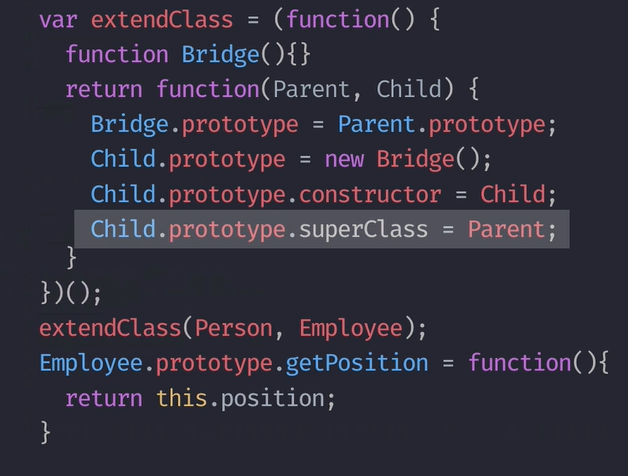 var extendClass = (function() {
  function Bridge(){}
  return function(Parent, Child) {
    Bridge.prototype = Parent.prototype;
    Child.prototype = new Bridge();
    Child.prototype.constructor = Child;
    Child.prototype.superClass = Parent;
  }
})();
extendClass(Person, Employee);
Employee.prototype.getPosition = function(){
  return this.position;
}